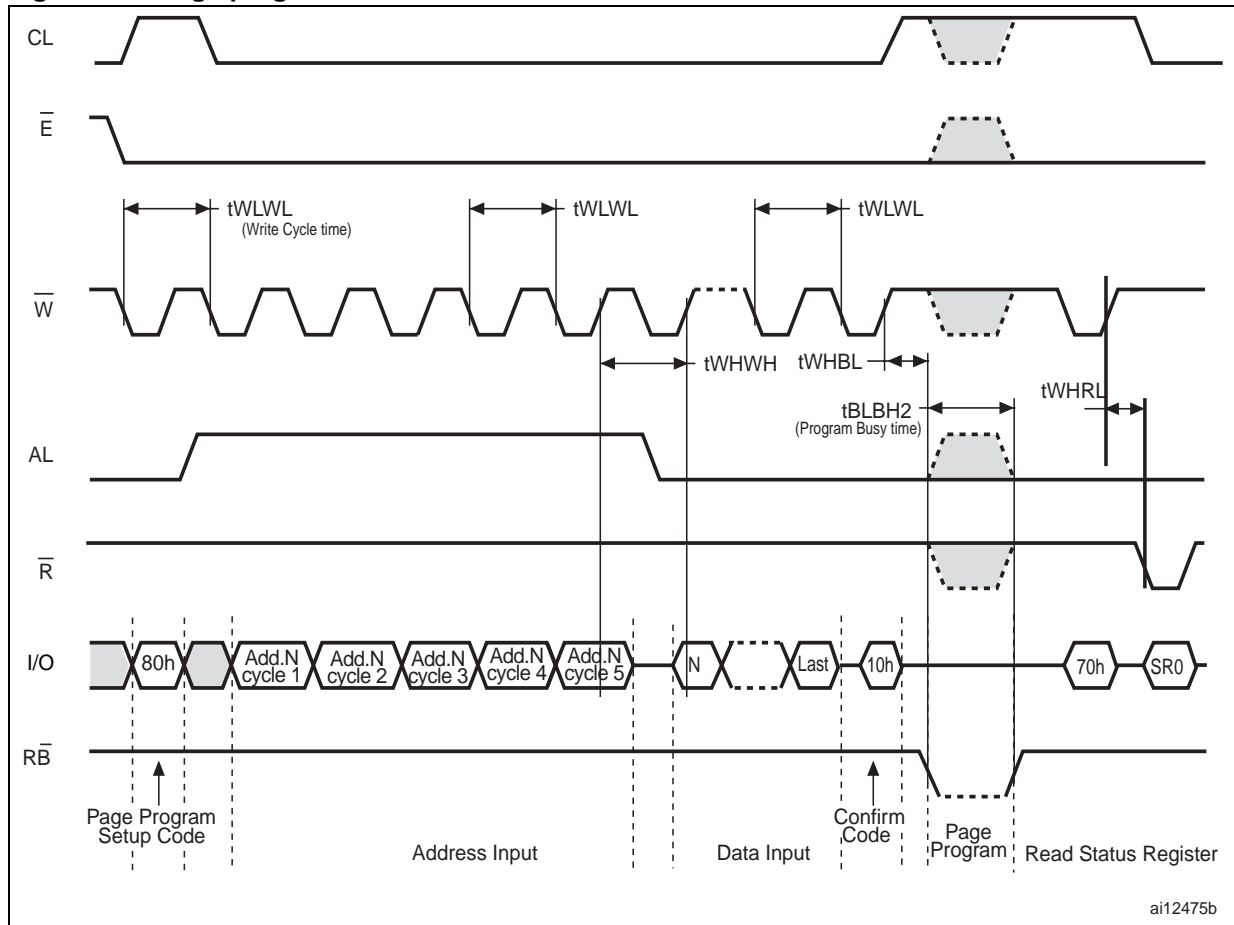 CL
E
tWLWL
(Write Cycle time)
tWLWL
tWLWL
W
tWHWH
tWHBL
tWHRL
tBLBH2
(Program Busy time)
AL
R
I/O
80h
Add.N
cycle 1
Add.N
cycle 2
Add.N
cycle 3
Add.N
cycle 4
Add.N
cycle 5
N
Last
10h
70h
SR0
RB
Page Program
Setup Code
Address Input
Data Input
Confirm
Code
Page
Program
Read Status Register
ai12475b